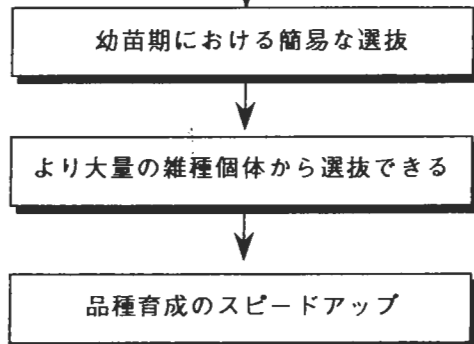 幼苗期における簡易な選抜
より大量の雑種個体から選抜できる
品種育成のスピードアップ